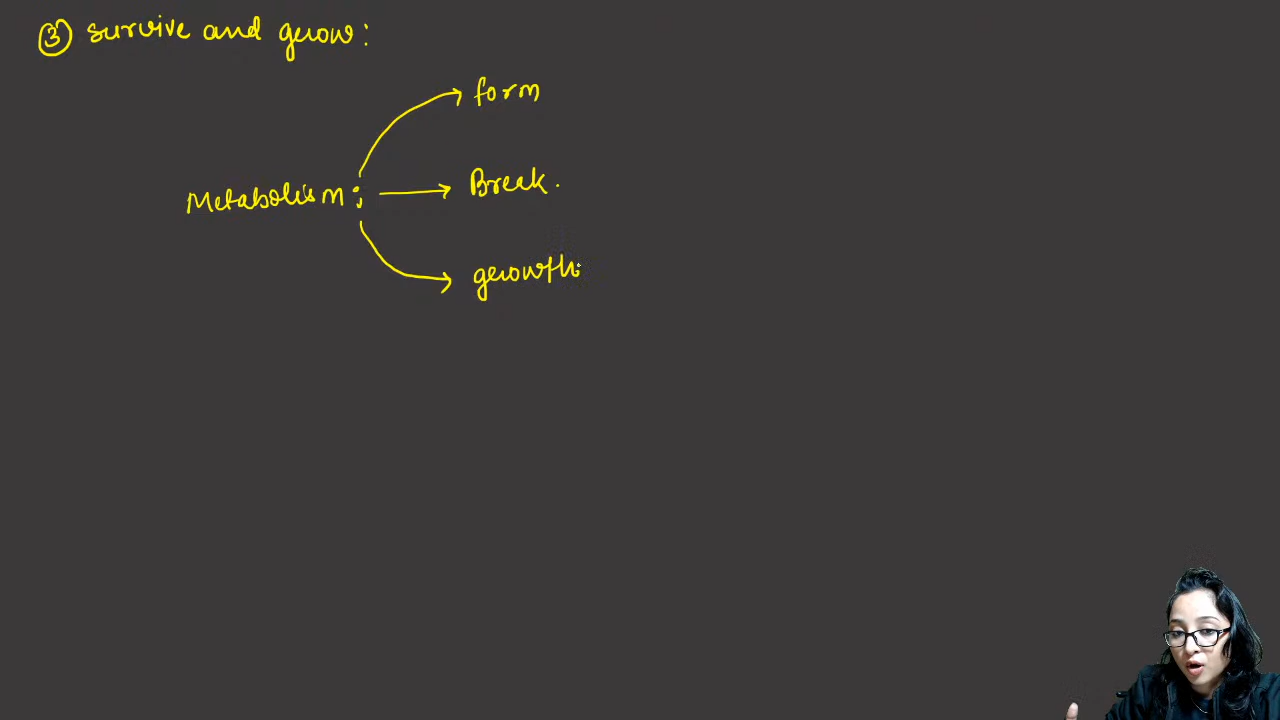 ③ survive and grow:
form
Metabolism:
Break.
growth